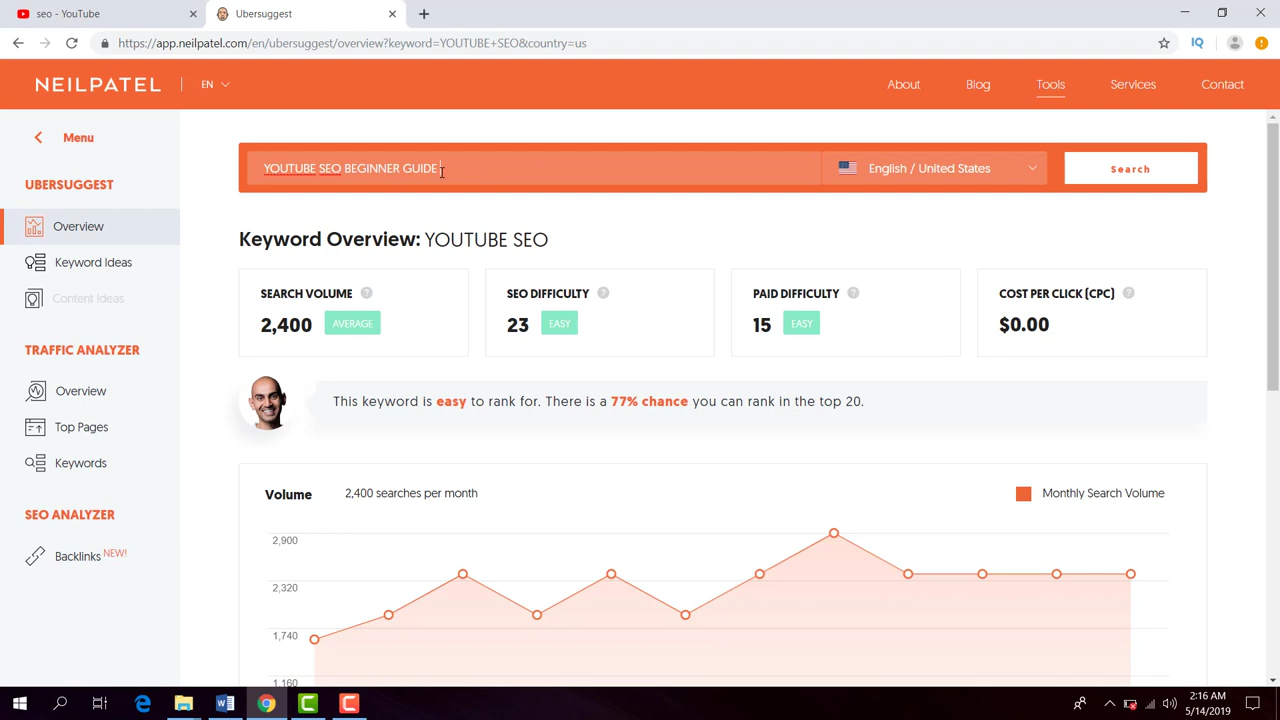 seo - YouTube
Ubersuggest
https://app.neilpatel.com/en/ubersuggest/overview?keyword=YOUTUBE+SEO&country=us
IQ
NEILPATEL
EN
About
Blog
Tools
Services
Contact
Menu
UBERSUGGEST
Overview
Keyword Ideas
Content Ideas
TRAFFIC ANALYZER
Overview
Top Pages
Keywords
SEO ANALYZER
Backlinks NEW!
YOUTUBE SEO BEGINNER GUIDE
English / United States
Search
Keyword Overview: YOUTUBE SEO
SEARCH VOLUME ?
2,400 AVERAGE
SEO DIFFICULTY ?
23 EASY
PAID DIFFICULTY ?
15 EASY
COST PER CLICK (CPC) ?
$0.00
This keyword is easy to rank for. There is a 77% chance you can rank in the top 20.
Volume 2,400 searches per month
Monthly Search Volume
2,900
2,320
1,740
1,160
2:16 AM
5/14/2019